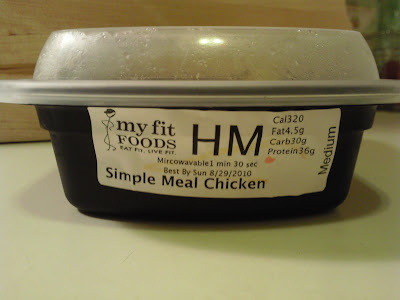 my fit
FOODS
EAT FIT. LIVE FIT.
HM
Cal320
Fat4.5g
Carb30g
Protein36g
Medium
Mircowavable1 min 30 sec
Best By Sun 8/29/2010
Simple Meal Chicken